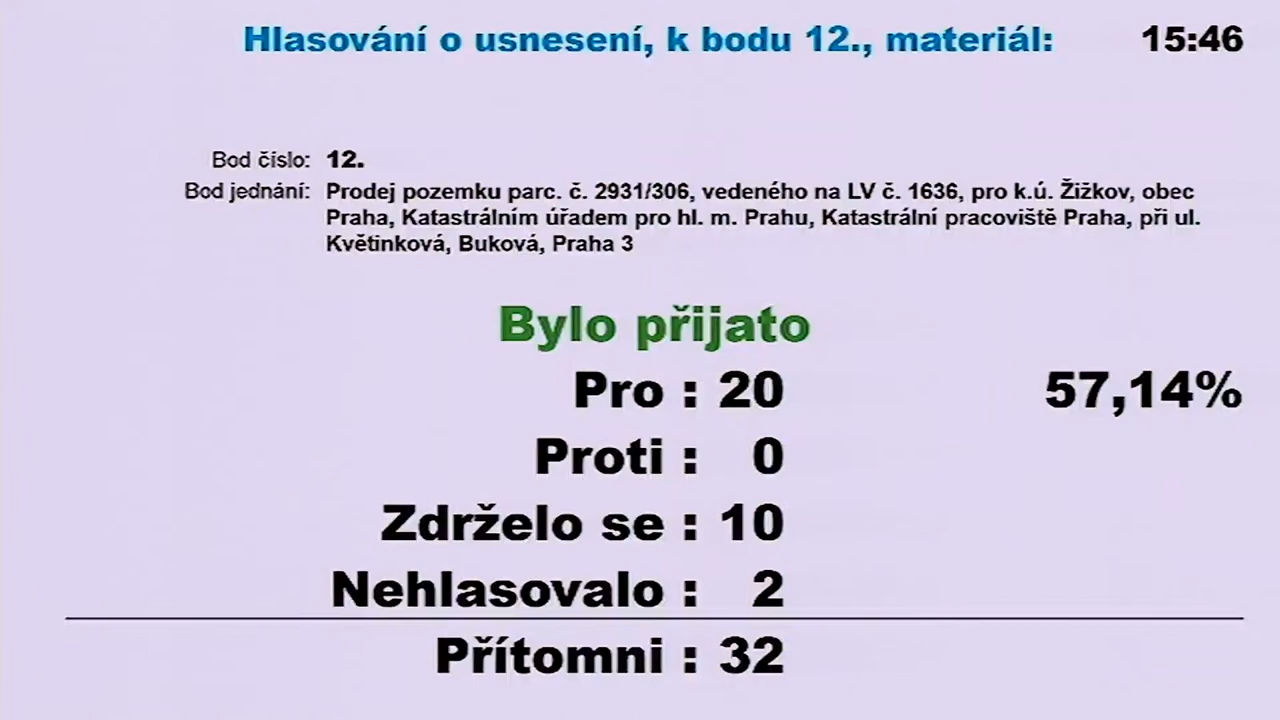 Hlasování o usnesení, k bodu 12., materiál: 15:46
Bod číslo: 12.
Bod jednání: Prodej pozemku parc. č. 2931/306, vedeného na LV č. 1636, pro k.ú. Žižkov, obec
Praha, Katastrálním úřadem pro hl. m. Prahu, Katastrální pracoviště Praha, při ul.
Květinková, Buková, Praha 3
Bylo přijato
Pro : 20 57,14%
Proti : 0
Zdrželo se : 10
Nehlasovalo : 2
Přítomni : 32